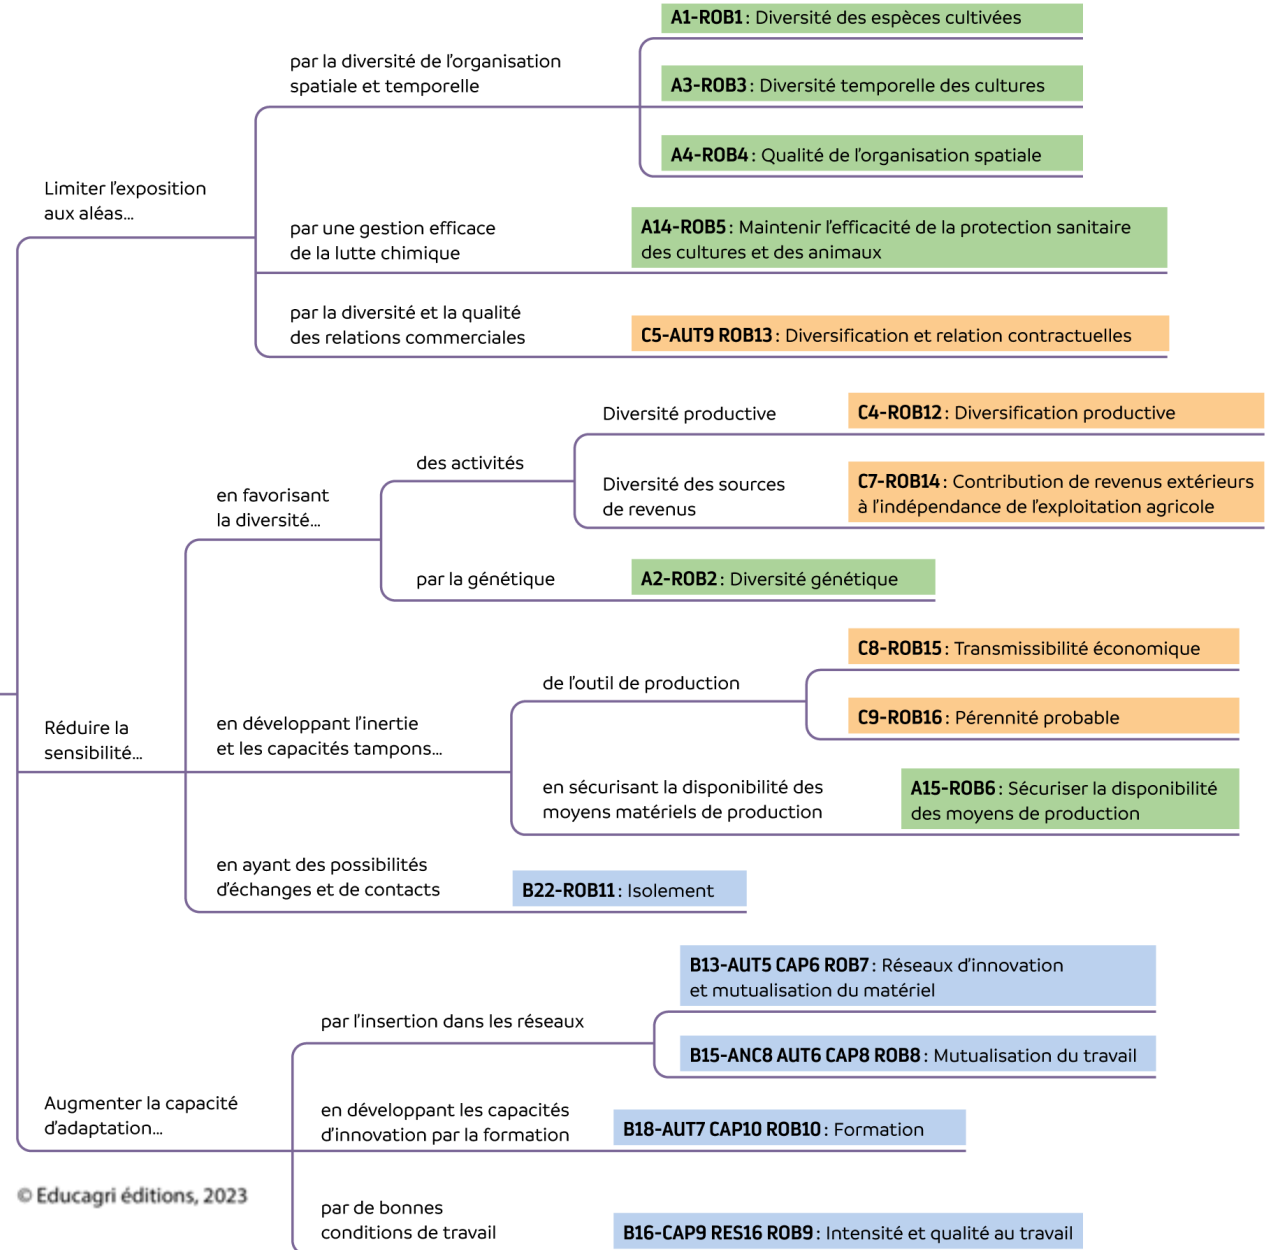 A1-ROB1 : Diversité des espèces cultivées
par la diversité de l'organisation
spatiale et temporelle
A3-ROB3 : Diversité temporelle des cultures
A4-ROB4 : Qualité de l'organisation spatiale
Limiter l'exposition
aux aléas…
par une gestion efficace
de la lutte chimique
A14-ROB5 : Maintenir l'efficacité de la protection sanitaire
des cultures et des animaux
par la diversité et la qualité
des relations commerciales
C5-AUT9 ROB13 : Diversification et relation contractuelles
Diversité productive
C4-ROB12 : Diversification productive
des activités
Diversité des sources
de revenus
C7-ROB14 : Contribution de revenus extérieurs
à l'indépendance de l'exploitation agricole
en favorisant
la diversité…
par la génétique
A2-ROB2 : Diversité génétique
C8-ROB15 : Transmissibilité économique
de l'outil de production
C9-ROB16 : Pérennité probable
Réduire la
sensibilité…
en développant l'inertie
et les capacités tampons…
en sécurisant la disponibilité des
moyens matériels de production
A15-ROB6 : Sécuriser la disponibilité
des moyens de production
en ayant des possibilités
d'échanges et de contacts
B22-ROB11 : Isolement
B13-AUT5 CAP6 ROB7 : Réseaux d'innovation
et mutualisation du matériel
par l'insertion dans les réseaux
B15-ANC8 AUT6 CAP8 ROB8 : Mutualisation du travail
Augmenter la capacité
d'adaptation…
en développant les capacités
d'innovation par la formation
B18-AUT7 CAP10 ROB10 : Formation
© Educagri éditions, 2023
par de bonnes
conditions de travail
B16-CAP9 RES16 ROB9 : Intensité et qualité au travail